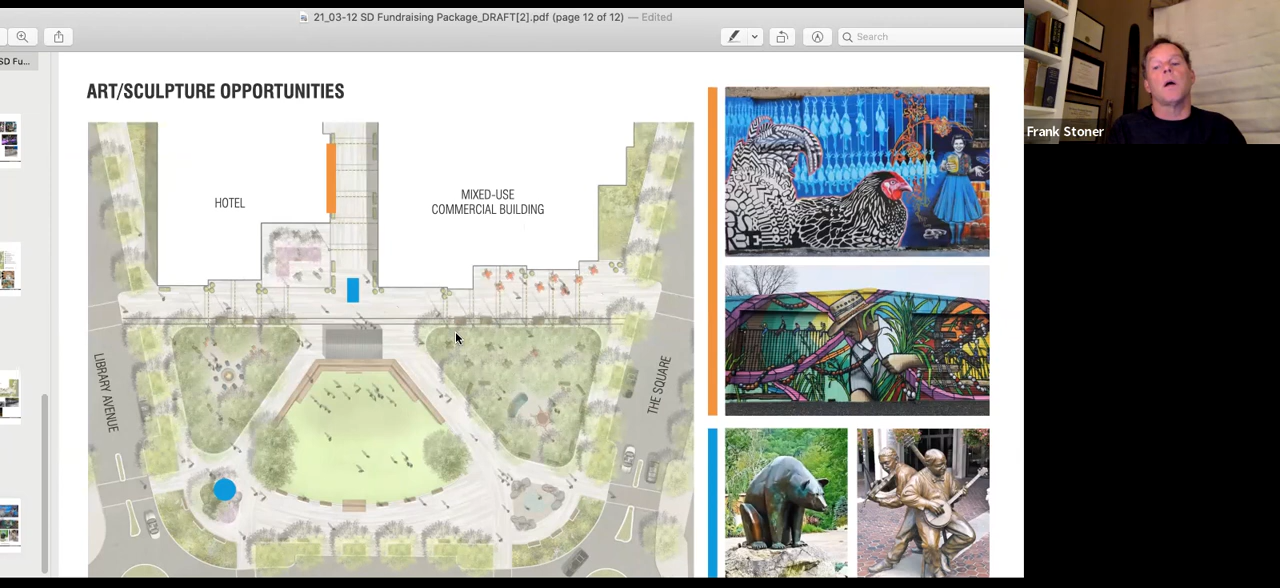 21_03-12 SD Fundraising Package_DRAFT[2].pdf (page 12 of 12) — Edited
Search
SD Fu...
ART/SCULPTURE OPPORTUNITIES
HOTEL
MIXED-USE
COMMERCIAL BUILDING
LIBRARY AVENUE
THE SQUARE
Frank Stoner